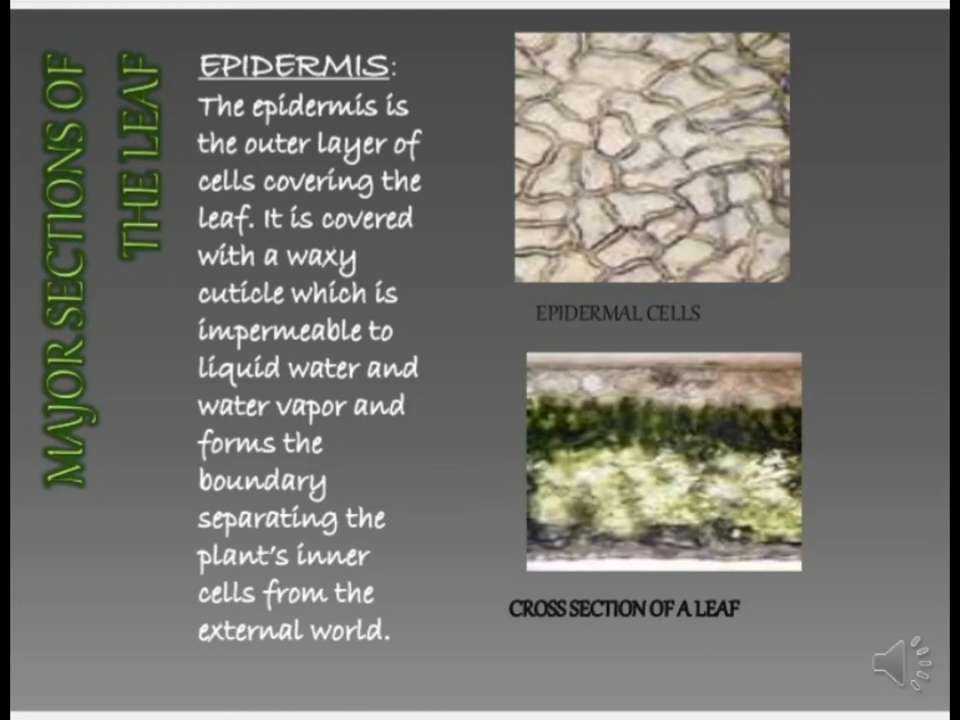 MAJOR SECTIONS OF
THE LEAF
EPIDERMIS:
The epidermis is
the outer layer of
cells covering the
leaf. It is covered
with a waxy
cuticle which is
impermeable to
liquid water and
water vapor and
forms the
boundary
separating the
plant's inner
cells from the
external world.
EPIDERMAL CELLS
CROSS SECTION OF A LEAF